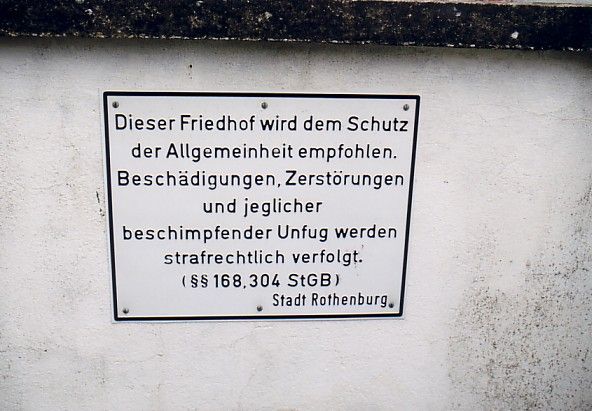 Dieser Friedhof wird dem Schutz
der Allgemeinheit empfohlen.
Beschädigungen, Zerstörungen
und jeglicher
beschimpfender Unfug werden
strafrechtlich verfolgt.
(§§ 168, 304 StGB)
Stadt Rothenburg